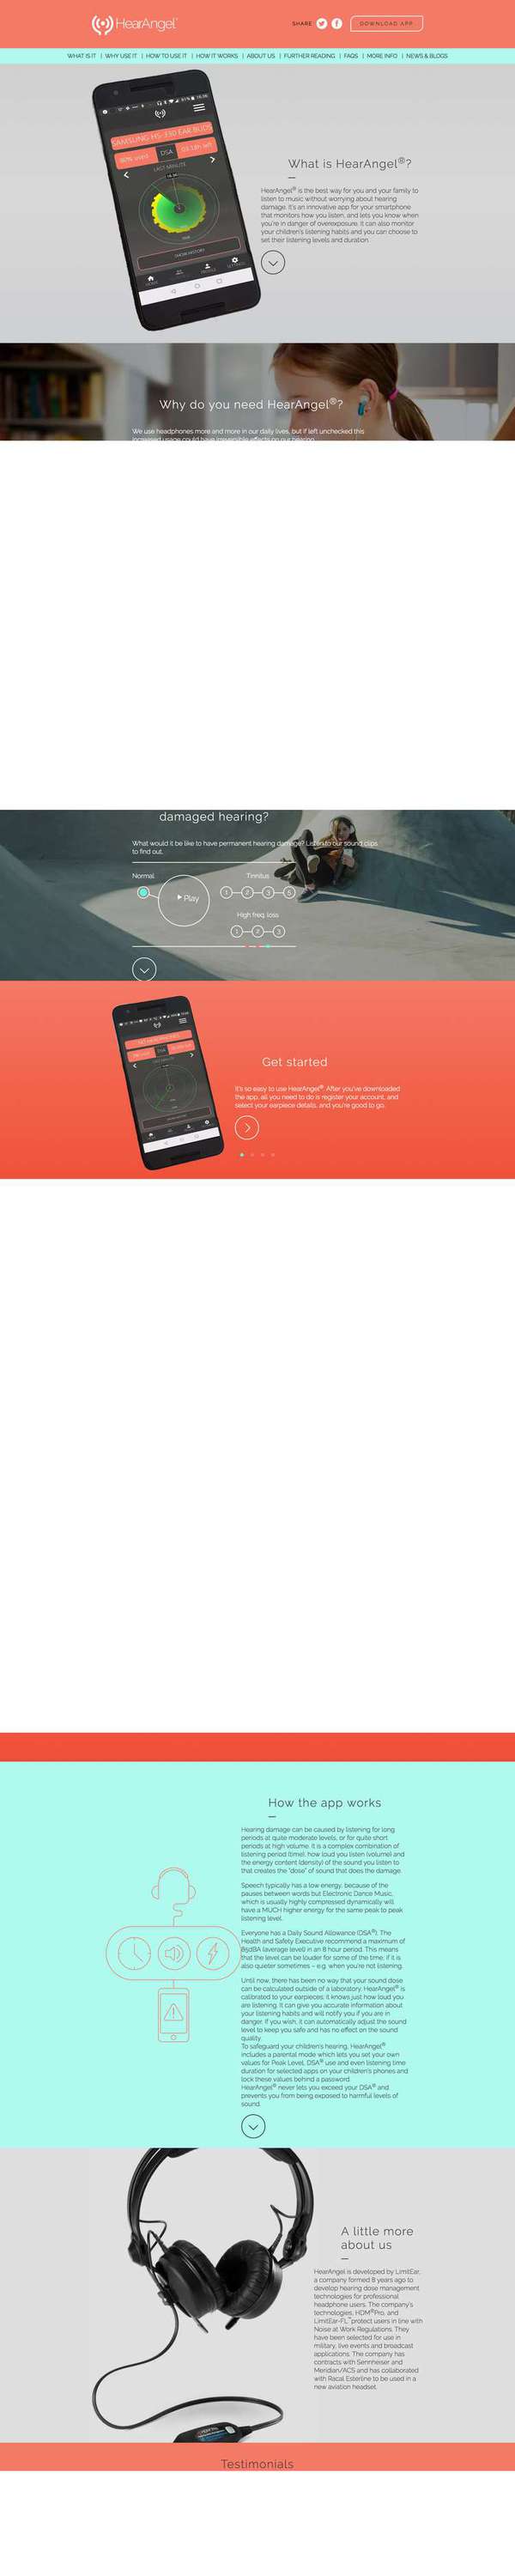 HearAngel
SHARE
DOWNLOAD APP
WHAT IS IT | WHY USE IT | HOW TO USE IT | HOW IT WORKS | ABOUT US | FURTHER READING | FAQS | MORE INFO | NEWS & BLOGS
SAMSUNG HS-330 EAR BUDS
80% used
DSA
03:13h left
LAST MINUTE
SHOW HISTORY
What is HearAngel®?
HearAngel® is the best way for you and your family to
listen to music without worrying about hearing
damage. It's an innovative app for your smartphone
that monitors how you listen, and lets you know when
you're in danger of overexposure. It can also monitor
your children's listening habits and you can choose to
set their listening levels and duration.
Why do you need HearAngel®?
We use headphones more and more in our daily lives, but if left unchecked this
increased usage could have irreversible effects on our hearing.
damaged hearing?
What would it be like to have permanent hearing damage? Listen to our sound clips
to find out.
Normal
Tinnitus
Play
1 2 3 5
High freq. loss
1 2 3
Get started
It's so easy to use HearAngel®. After you've downloaded
the app, all you need to do is register your account, and
select your earpiece details, and you're good to go.
How the app works
Hearing damage can be caused by listening for long
periods at quite moderate levels, or for quite short
periods at high volume. It is a complex combination of
listening period (time), how loud you listen (volume) and
the energy content (density) of the sound you listen to
that creates the "dose" of sound that does the damage.
Speech typically has a low energy, because of the
pauses between words but Electronic Dance Music,
which is usually highly compressed dynamically will
have a MUCH higher energy for the same peak to peak
listening level.
Everyone has a Daily Sound Allowance (DSA®). The
Health and Safety Executive recommend a maximum of
85dBA (average level) in an 8 hour period. This means
that the level can be louder for some of the time, if it is
also quieter sometimes – e.g. when you're not listening.
Until now, there has been no way that your sound dose
can be calculated outside of a laboratory. HearAngel® is
calibrated to your earpieces; it knows just how loud you
are listening. It can give you accurate information about
your listening habits and will notify you if you are in
danger. If you wish, it can automatically adjust the sound
level to keep you safe and has no effect on the sound
quality.
To safeguard your children's hearing, HearAngel®
includes a parental mode which lets you set your own
values for Peak Level, DSA® use and even listening time
duration for selected apps on your children's phones and
lock these values behind a password.
HearAngel® never lets you exceed your DSA® and
prevents you from being exposed to harmful levels of
sound.
A little more
about us
HearAngel is developed by LimitEar,
a company formed 8 years ago to
develop hearing dose management
technologies for professional
headphone users. The company's
technologies, HDM®Pro, and
LimitEar-FL™protect users in line with
Noise at Work Regulations. They
have been selected for use in
military, live events and broadcast
applications. The company has
contracts with Sennheiser and
Meridian/ACS and has collaborated
with Racal Esterline to be used in a
new aviation headset.
Testimonials